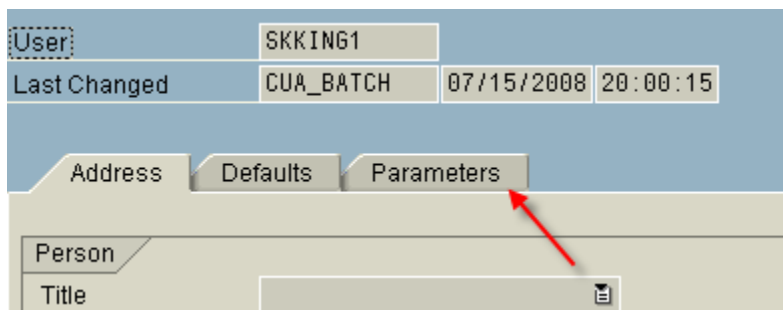 User SKKING1
Last Changed CUA_BATCH 07/15/2008 20:00:15
Address Defaults Parameters
Person
Title